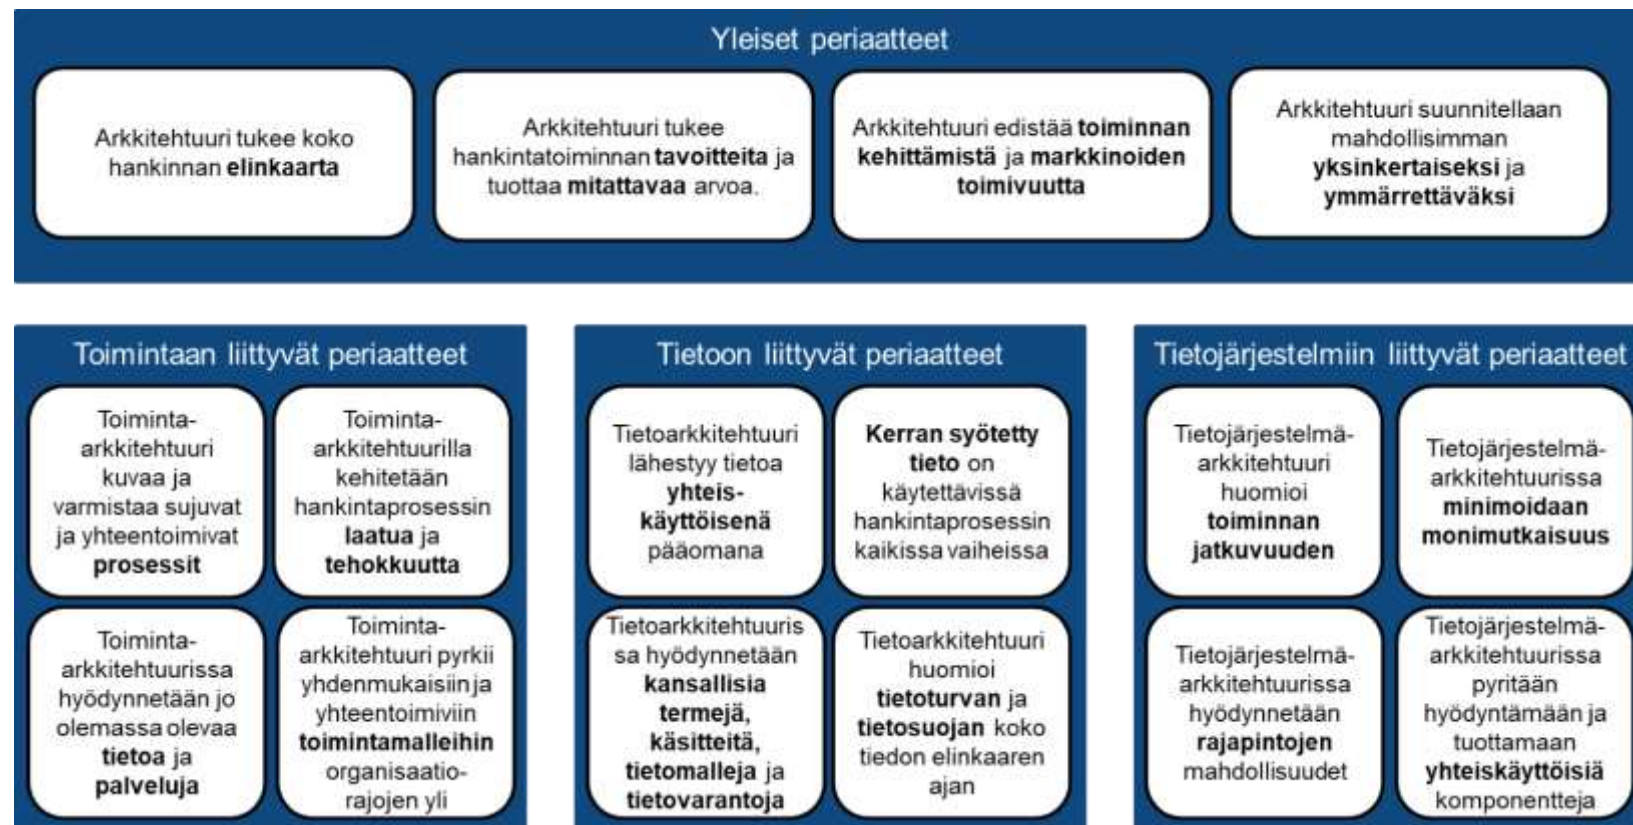 Yleiset periaatteet
Arkkitehtuuri tukee koko
hankinnan elinkaarta
Arkkitehtuuri tukee
hankintatoiminnan tavoitteita ja
tuottaa mitattavaa arvoa.
Arkkitehtuuri edistää toiminnan
kehittämistä ja markkinoiden
toimivuutta
Arkkitehtuuri suunnitellaan
mahdollisimman
yksinkertaiseksi ja
ymmärrettäväksi
Toimintaan liittyvät periaatteet
Toiminta-
arkkitehtuuri
kuvaa ja
varmistaa sujuvat
ja yhteentoimivat
prosessit
Toiminta-
arkkitehtuurilla
kehitetään
hankintaprosessin
laatua ja
tehokkuutta
Toiminta-
arkkitehtuurissa
hyödynnetään jo
olemassa olevaa
tietoa ja
palveluja
Toiminta-
arkkitehtuuri pyrkii
yhdenmukaisiin ja
yhteentoimiviin
toimintamalleihin
organisaatio-
rajojen yli
Tietoon liittyvät periaatteet
Tietoarkkitehtuuri
lähestyy tietoa
yhteis-
käyttöisenä
pääomana
Kerran syötetty
tieto on
käytettävissä
hankintaprosessin
kaikissa vaiheissa
Tietoarkkitehtuuris
sa hyödynnetään
kansallisia
termejä,
käsitteitä,
tietomalleja ja
tietovarantoja
Tietoarkkitehtuuri
huomioi
tietoturvan ja
tietosuojan koko
tiedon elinkaaren
ajan
Tietojärjestelmiin liittyvät periaatteet
Tietojärjestelmä-
arkkitehtuuri
huomioi
toiminnan
jatkuvuuden
Tietojärjestelmä-
arkkitehtuurissa
minimoidaan
monimutkaisuus
Tietojärjestelmä-
arkkitehtuurissa
hyödynnetään
rajapintojen
mahdollisuudet
Tietojärjestelmä-
arkkitehtuurissa
pyritään
hyödyntämään ja
tuottamaan
yhteiskäyttöisiä
komponentteja